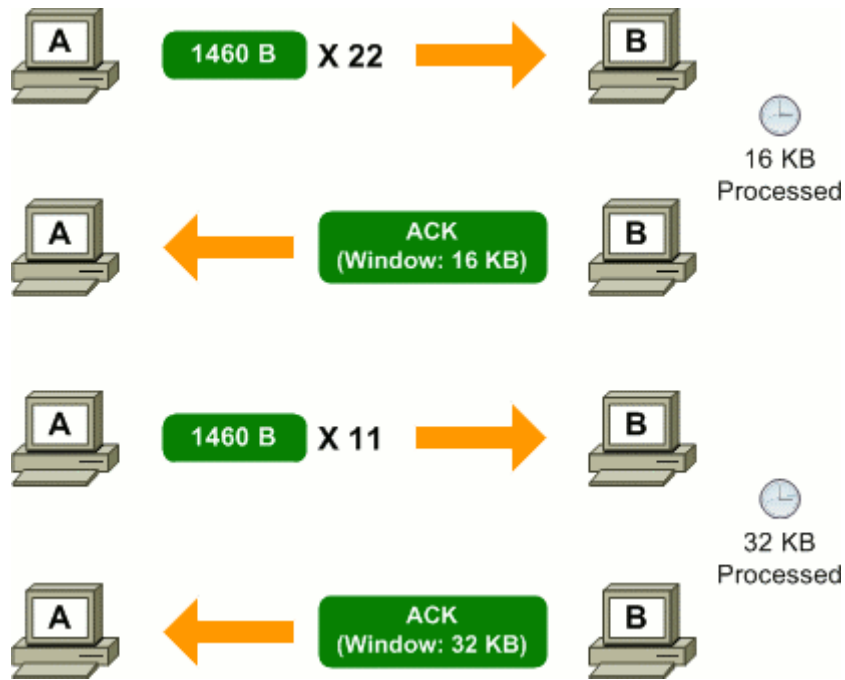 A 1460 B X 22 B
16 KB
Processed
A ACK B
(Window: 16 KB)
A 1460 B X 11 B
32 KB
Processed
A ACK B
(Window: 32 KB)